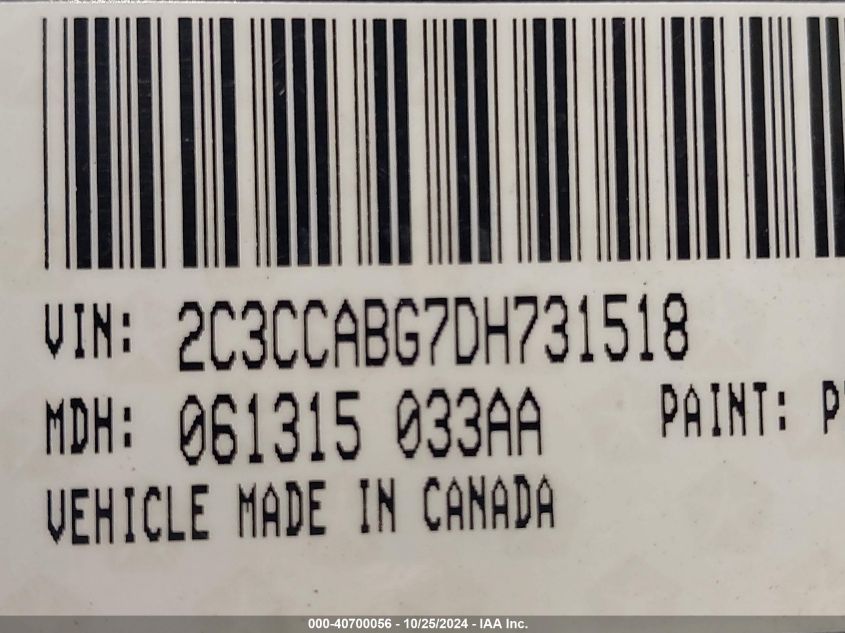 VIN: 2C3CCABG7DH731518
MDH: 061315 033AA PAINT:
VEHICLE MADE IN CANADA
000-40700056 - 10/25/2024 - IAA Inc.